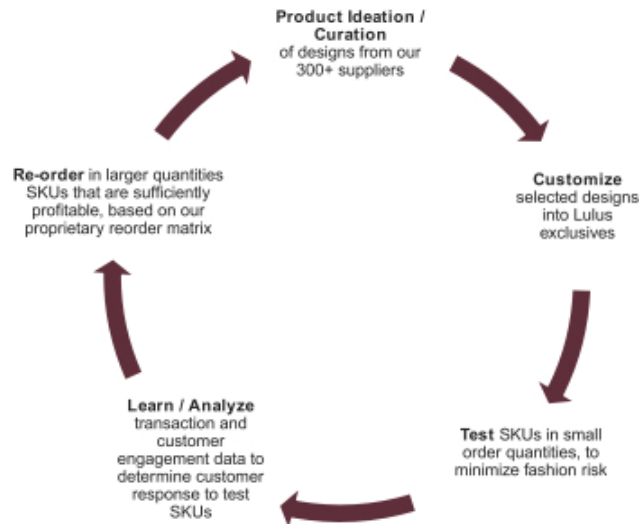 Product Ideation /
Curation
of designs from our
300+ suppliers
Customize
selected designs
into Lulus
exclusives
Test SKUs in small
order quantities, to
minimize fashion risk
Learn / Analyze
transaction and
customer
engagement data to
determine customer
response to test
SKUs
Re-order in larger quantities
SKUs that are sufficiently
profitable, based on our
proprietary reorder matrix